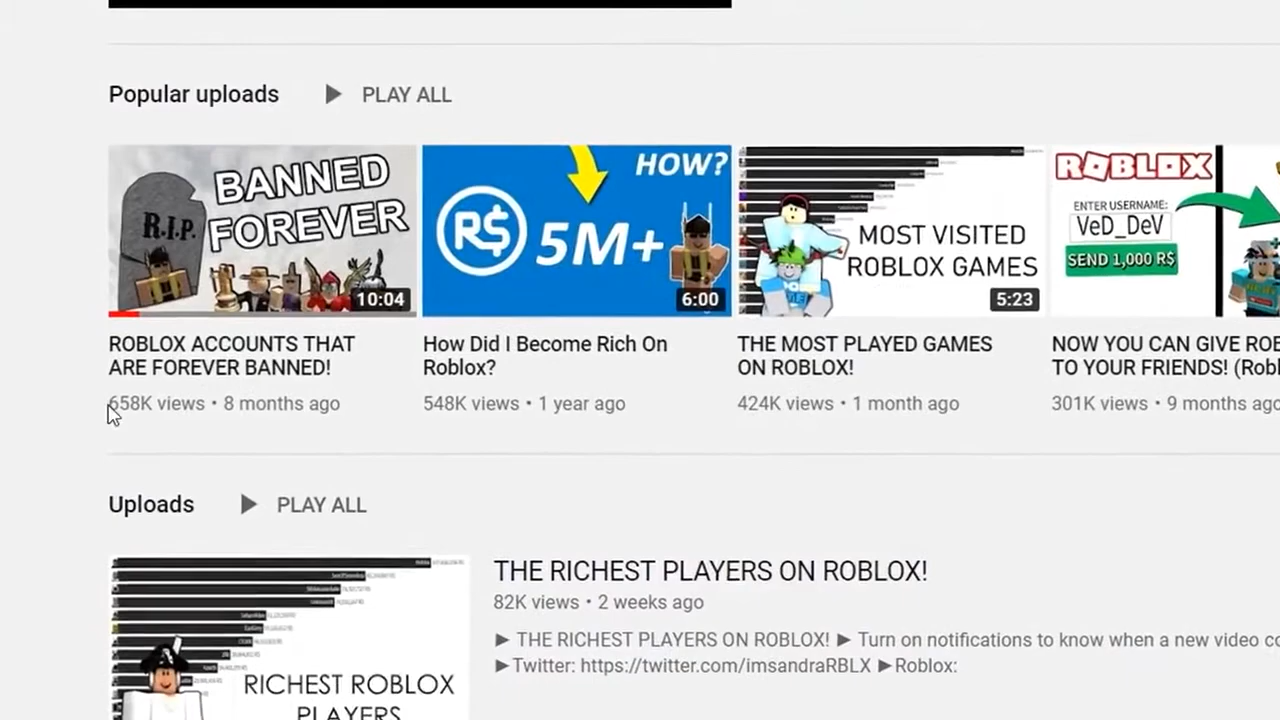 Popular uploads
PLAY ALL
R.I.P.
BANNED
FOREVER
10:04
HOW?
R$ 5M+
6:00
MOST VISITED
ROBLOX GAMES
5:23
ROBLOX
ENTER USERNAME:
VeD_DeV
SEND 1,000 R$
ROBLOX ACCOUNTS THAT
ARE FOREVER BANNED!
658K views • 8 months ago
How Did I Become Rich On
Roblox?
548K views • 1 year ago
THE MOST PLAYED GAMES
ON ROBLOX!
424K views • 1 month ago
NOW YOU CAN GIVE ROB
TO YOUR FRIENDS! (Robl
301K views • 9 months ago
Uploads
PLAY ALL
RICHEST ROBLOX
PLAYERS
THE RICHEST PLAYERS ON ROBLOX!
82K views • 2 weeks ago
► THE RICHEST PLAYERS ON ROBLOX! ► Turn on notifications to know when a new video co
►Twitter: https://twitter.com/imsandraRBLX ►Roblox: